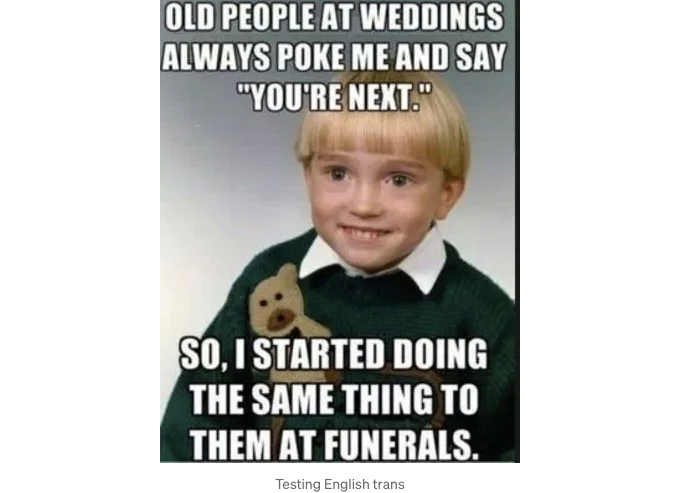 OLD PEOPLE AT WEDDINGS
ALWAYS POKE ME AND SAY
"YOU'RE NEXT."
SO, I STARTED DOING
THE SAME THING TO
THEM AT FUNERALS.
Testing English trans